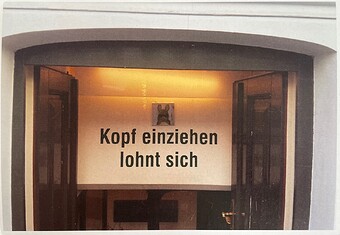 Kopf einziehen
lohnt sich